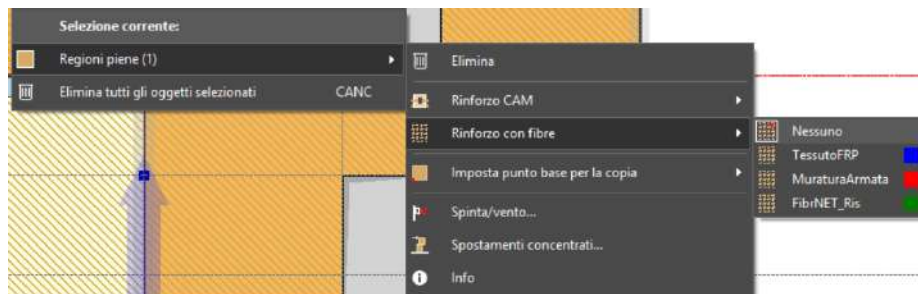 Selezione corrente:
Regioni piene (1)
Elimina tutti gli oggetti selezionati CANC
Elimina
Rinforzo CAM
Rinforzo con fibre
Imposta punto base per la copia
Spinta/vento...
Spostamenti concentrati...
Info
Nessuno
TessutoFRP
MuraturaArmata
FibrNET_Ris